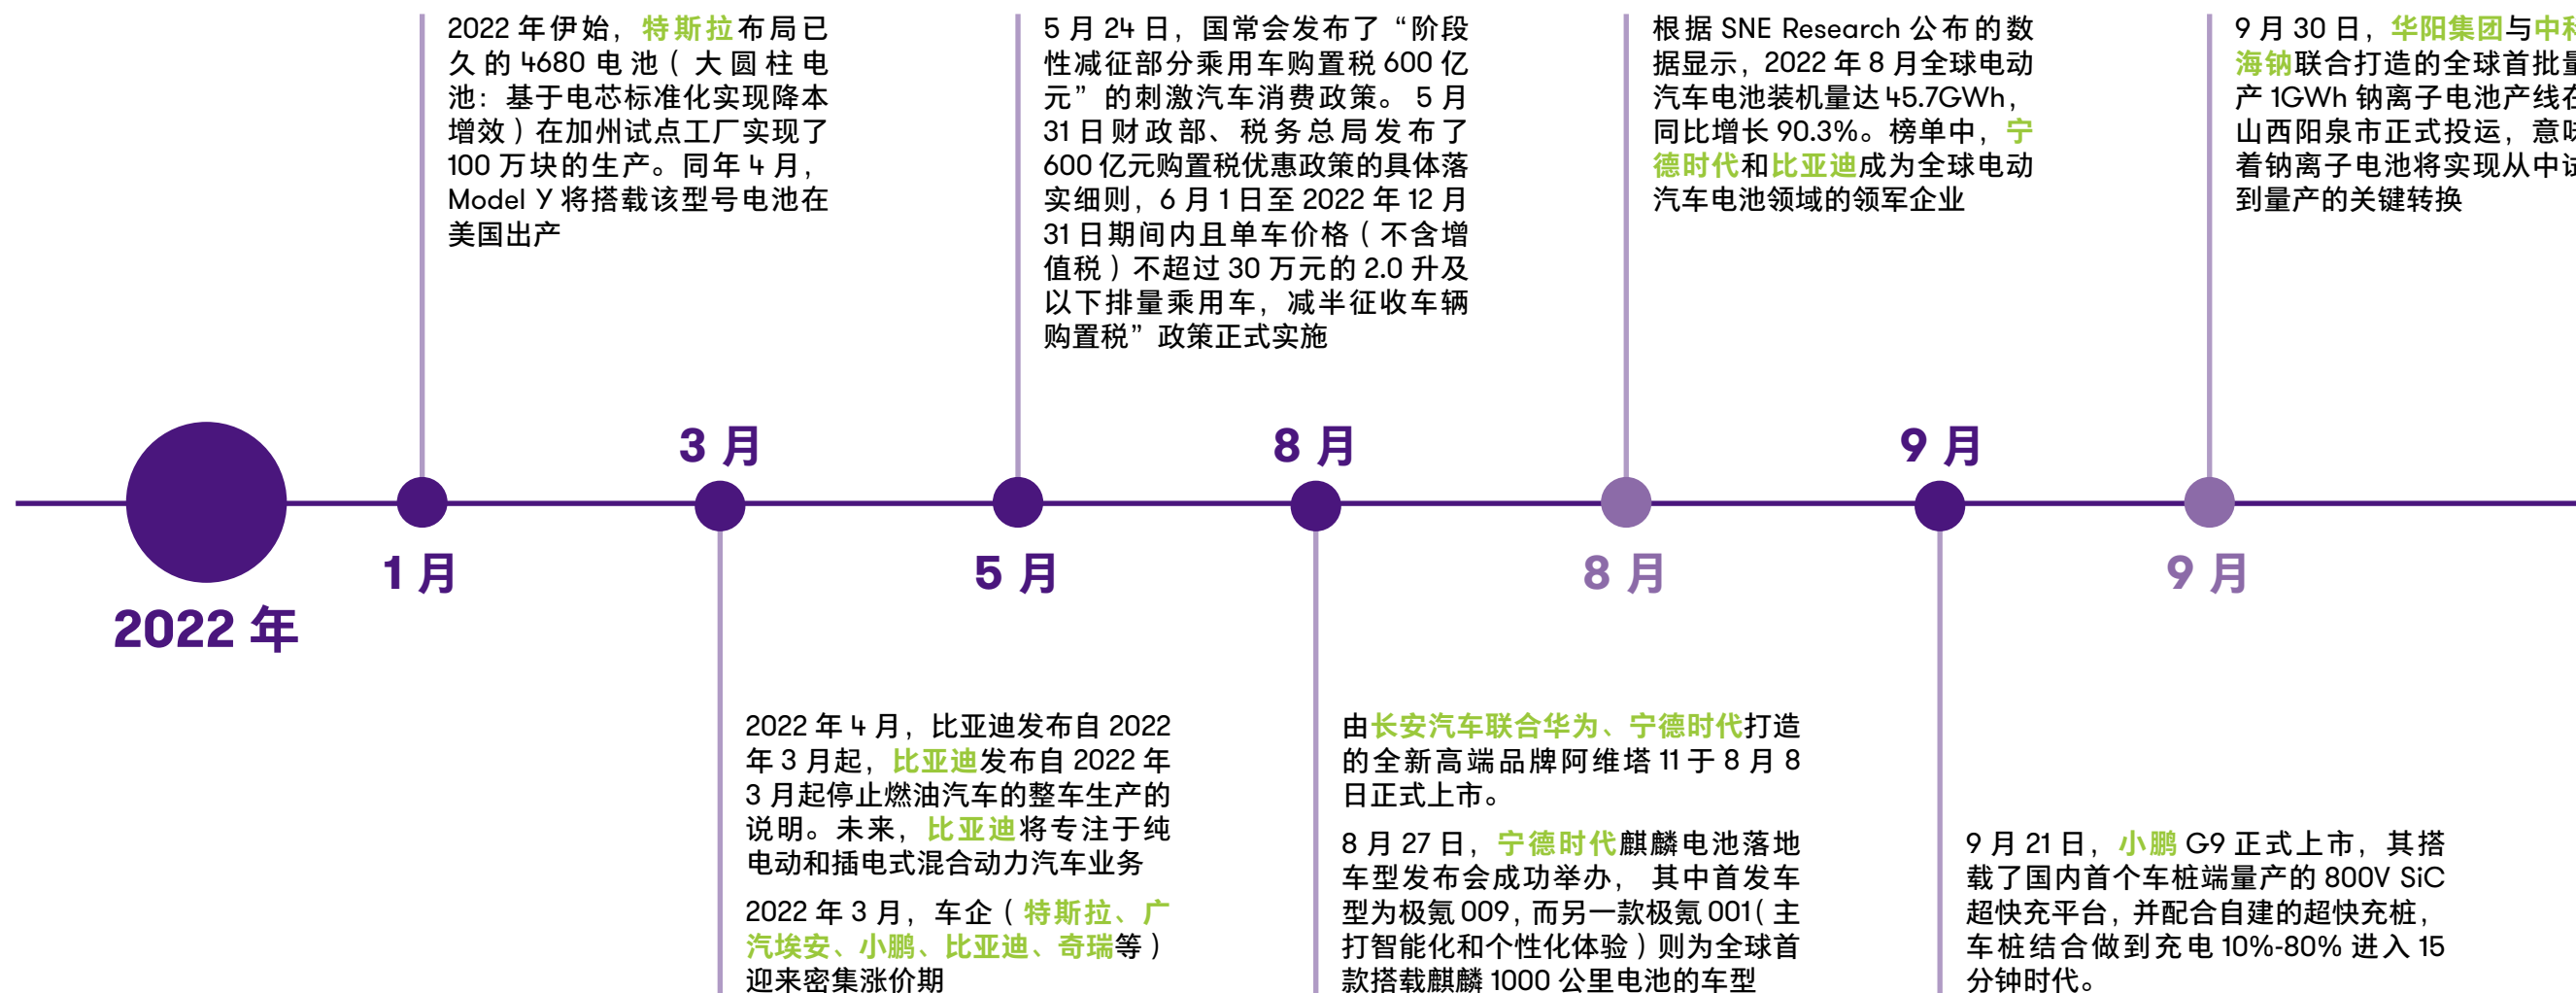 2022 年伊始，特斯拉布局已
久的 4680 电池（大圆柱电
池：基于电芯标准化实现降本
增效）在加州试点工厂实现了
100 万块的生产。同年 4 月，
Model Y 将搭载该型号电池在
美国出产
5 月 24 日，国常会发布了“阶段
性减征部分乘用车购置税 600 亿
元”的刺激汽车消费政策。5 月
31 日财政部、税务总局发布了
600 亿元购置税优惠政策的具体落
实细则，6 月 1 日至 2022 年 12 月
31 日期间内且单车价格（不含增
值税）不超过 30 万元的 2.0 升及
以下排量乘用车，减半征收车辆
购置税”政策正式实施
根据 SNE Research 公布的数
据显示，2022 年 8 月全球电动
汽车电池装机量达 45.7GWh，
同比增长 90.3%。榜单中，宁
德时代和比亚迪成为全球电动
汽车电池领域的领军企业
9 月 30 日，华阳集团与中科
海钠联合打造的全球首批量
产 1GWh 钠离子电池产线在
山西阳泉市正式投运，意味
着钠离子电池将实现从中试
到量产的关键转换
3 月
8 月
9 月
1 月
5 月
8 月
9 月
2022 年
2022 年 4 月，比亚迪发布自 2022
年 3 月起，比亚迪发布自 2022 年
3 月起停止燃油汽车的整车生产的
说明。未来，比亚迪将专注于纯
电动和插电式混合动力汽车业务
2022 年 3 月，车企（特斯拉、广
汽埃安、小鹏、比亚迪、奇瑞等）
迎来密集涨价期
由长安汽车联合华为、宁德时代打造
的全新高端品牌阿维塔 11 于 8 月 8
日正式上市。
8 月 27 日，宁德时代麒麟电池落地
车型发布会成功举办， 其中首发车
型为极氪 009，而另一款极氪 001（主
打智能化和个性化体验）则为全球首
款搭载麒麟 1000 公里电池的车型
9 月 21 日，小鹏 G9 正式上市，其搭
载了国内首个车桩端量产的 800V SiC
超快充平台，并配合自建的超快充桩，
车桩结合做到充电 10%-80% 进入 15
分钟时代。